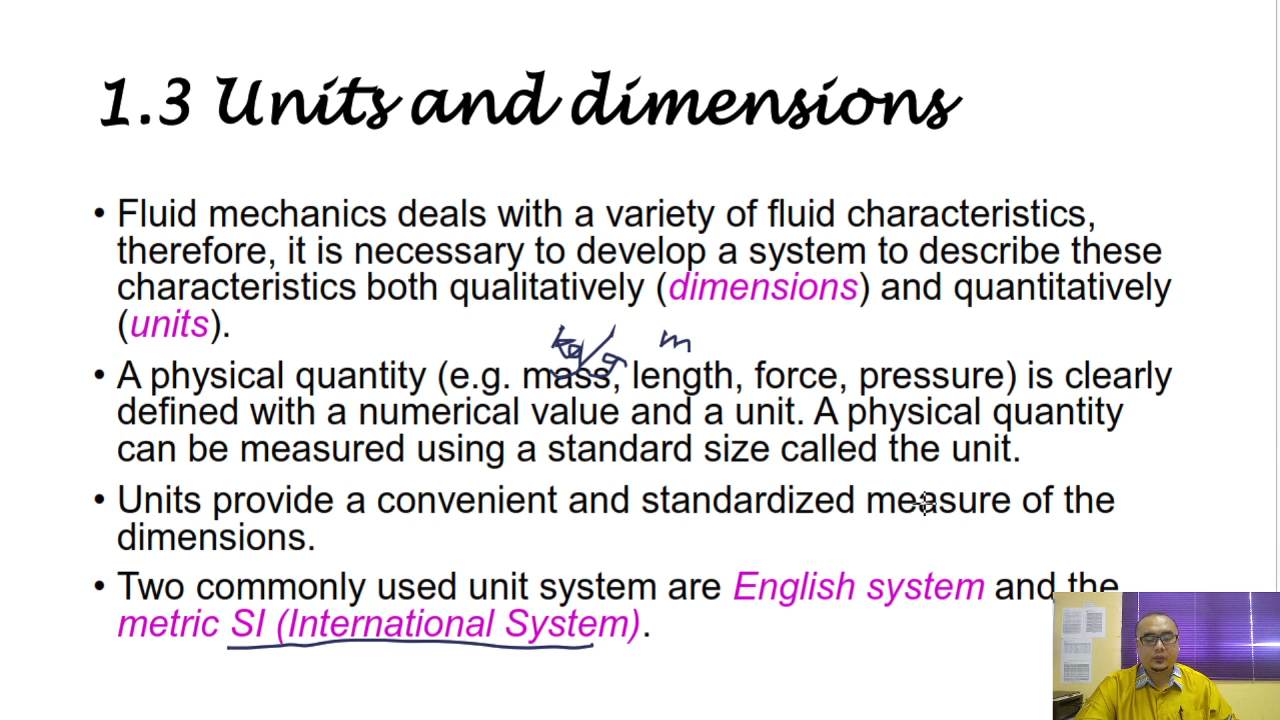 1.3 Units and dimensions
• Fluid mechanics deals with a variety of fluid characteristics,
therefore, it is necessary to develop a system to describe these
characteristics both qualitatively (dimensions) and quantitatively
(units).
kg/g m
• A physical quantity (e.g. mass, length, force, pressure) is clearly
defined with a numerical value and a unit. A physical quantity
can be measured using a standard size called the unit.
• Units provide a convenient and standardized measure of the
dimensions.
• Two commonly used unit system are English system and the
metric SI (International System).